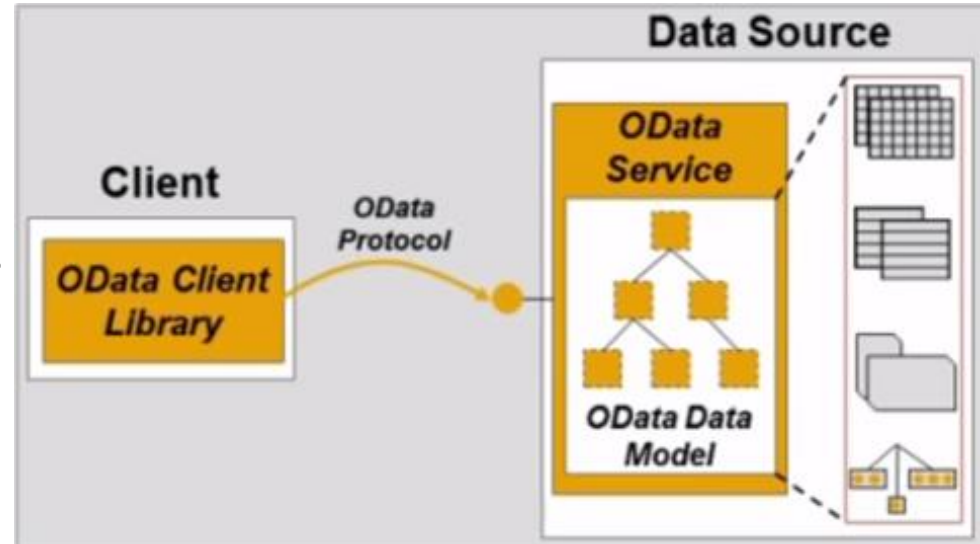 Data Source
Client
OData Client
Library
OData
Protocol
OData
Service
OData Data
Model